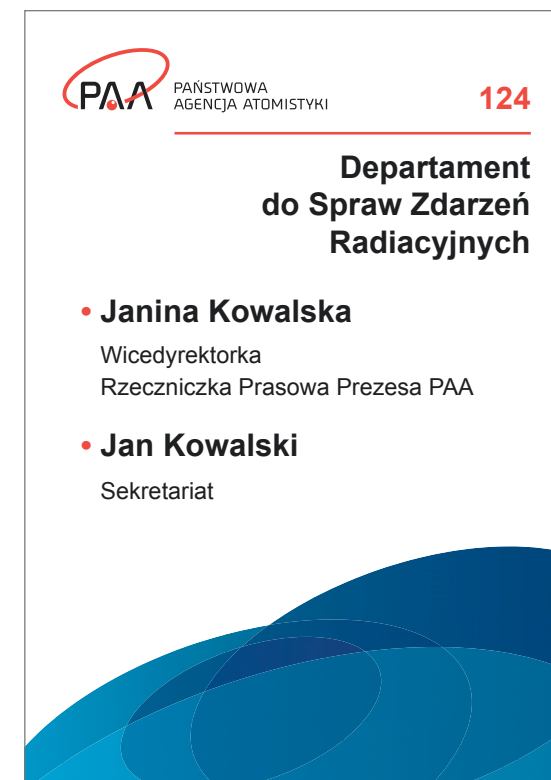 PAA
PAŃSTWOWA
AGENCJA ATOMISTYKI
124
Departament
do Spraw Zdarzeń
Radiacyjnych
• Janina Kowalska
Wicedyrektorka
Rzeczniczka Prasowa Prezesa PAA
• Jan Kowalski
Sekretariat